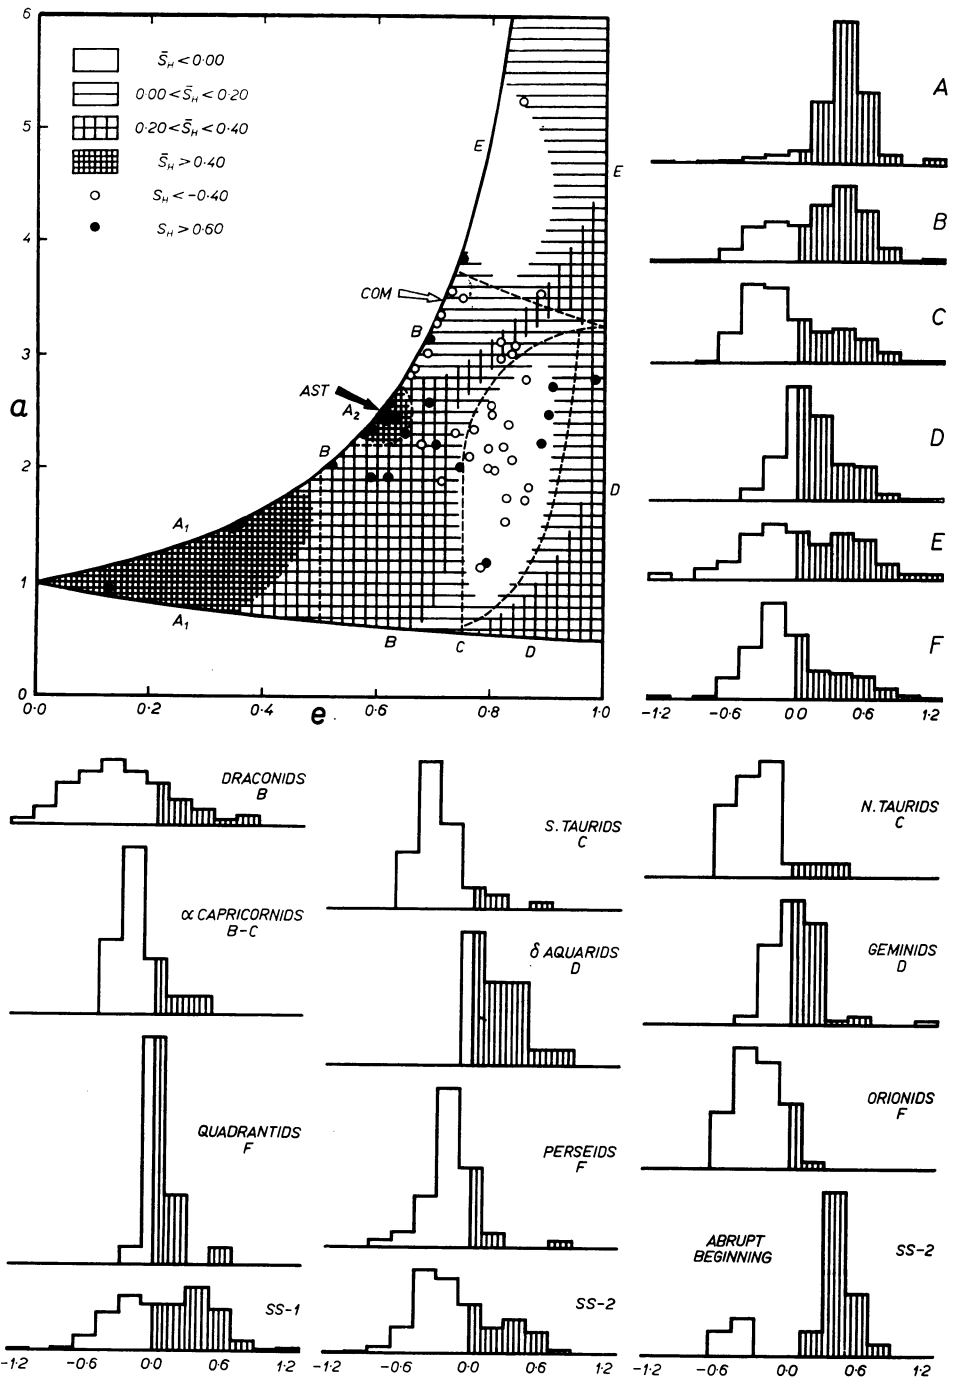 6
5
4
3
2
1
0
a
S̄H < 0·00
0·00 < S̄H < 0·20
0·20 < S̄H < 0·40
S̄H > 0·40
SH < −0·40
SH > 0·60
E
E
COM
B
AST
A2
B
D
A1
A1
B
C
D
0.0 0.2 0.4 0.6 0.8 1.0
e
A
B
C
D
E
F
-1.2 -0.6 0.0 0.6 1.2
DRACONIDS
B
S. TAURIDS
C
N. TAURIDS
C
α CAPRICORNIDS
B-C
δ AQUARIDS
D
GEMINIDS
D
QUADRANTIDS
F
PERSEIDS
F
ORIONIDS
F
SS-1
SS-2
ABRUPT
BEGINNING
SS-2
-1.2 -0.6 0.0 0.6 1.2
-1.2 -0.6 0.0 0.6 1.2
-1.2 -0.6 0.0 0.6 1.2